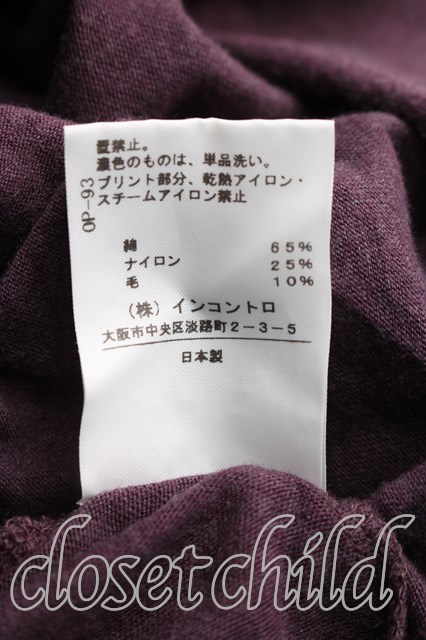 置禁止。
濃色のものは、単品洗い。
プリント部分、乾熱アイロン・
スチームアイロン禁止
OP-93
綿 65%
ナイロン 25%
毛 10%
(株)インコントロ
大阪市中央区淡路町2-3-5
日本製
closet child